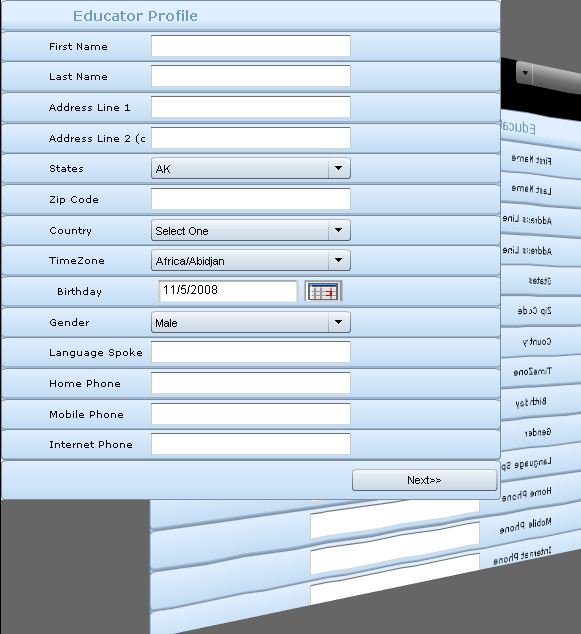 Educator Profile
First Name
Last Name
Address Line 1
Address Line 2 (c
States AK
Zip Code
Country Select One
TimeZone Africa/Abidjan
Birthday 11/5/2008
Gender Male
Language Spoke
Home Phone
Mobile Phone
Internet Phone
Next>>
Educa
First Name
Last Name
Address Line
Address Line
States
Zip Code
Country
TimeZone
Birthday
Gender
Language Sp
Home Phone
Mobile Phone
Internet Phone